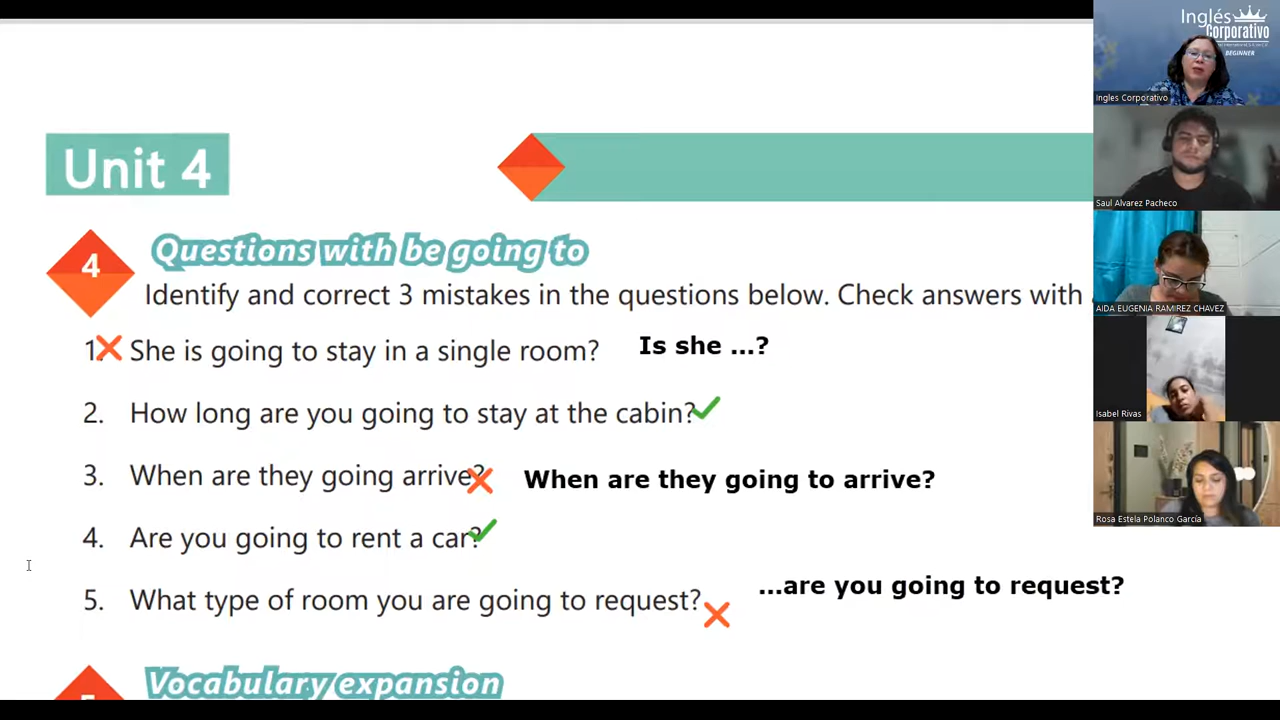 Unit 4
4 Questions with be going to
Identify and correct 3 mistakes in the questions below. Check answers with
1. She is going to stay in a single room? Is she ...?
2. How long are you going to stay at the cabin?
3. When are they going arrive? When are they going to arrive?
4. Are you going to rent a car?
5. What type of room you are going to request? ...are you going to request?
Vocabulary expansion
Inglés
Corporativo
BEGINNER
Ingles Corporativo
Saul Alvarez Pacheco
AIDA EUGENIA RAMIREZ CHAVEZ
Isabel Rivas
Rosa Estela Polanco García